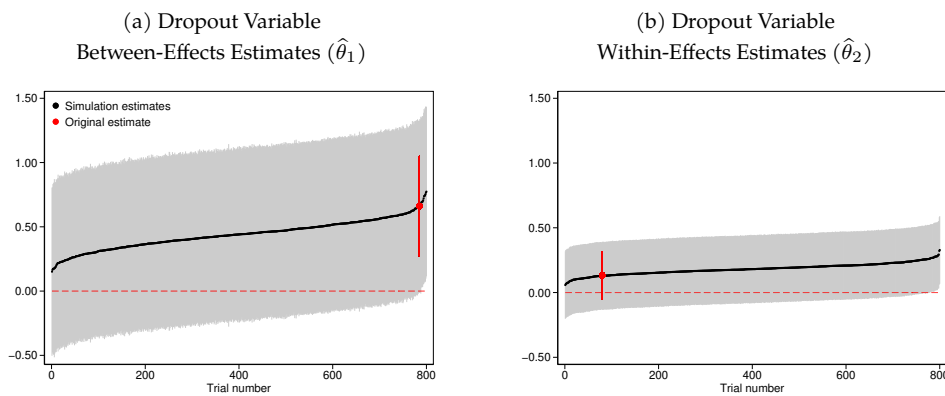 (a) Dropout Variable
Between-Effects Estimates (θ̂₁)
1.50
1.00
0.50
0.00
−0.50
Simulation estimates
Original estimate
0 200 400 600 800
Trial number
(b) Dropout Variable
Within-Effects Estimates (θ̂₂)
1.50
1.00
0.50
0.00
−0.50
0 200 400 600 800
Trial number